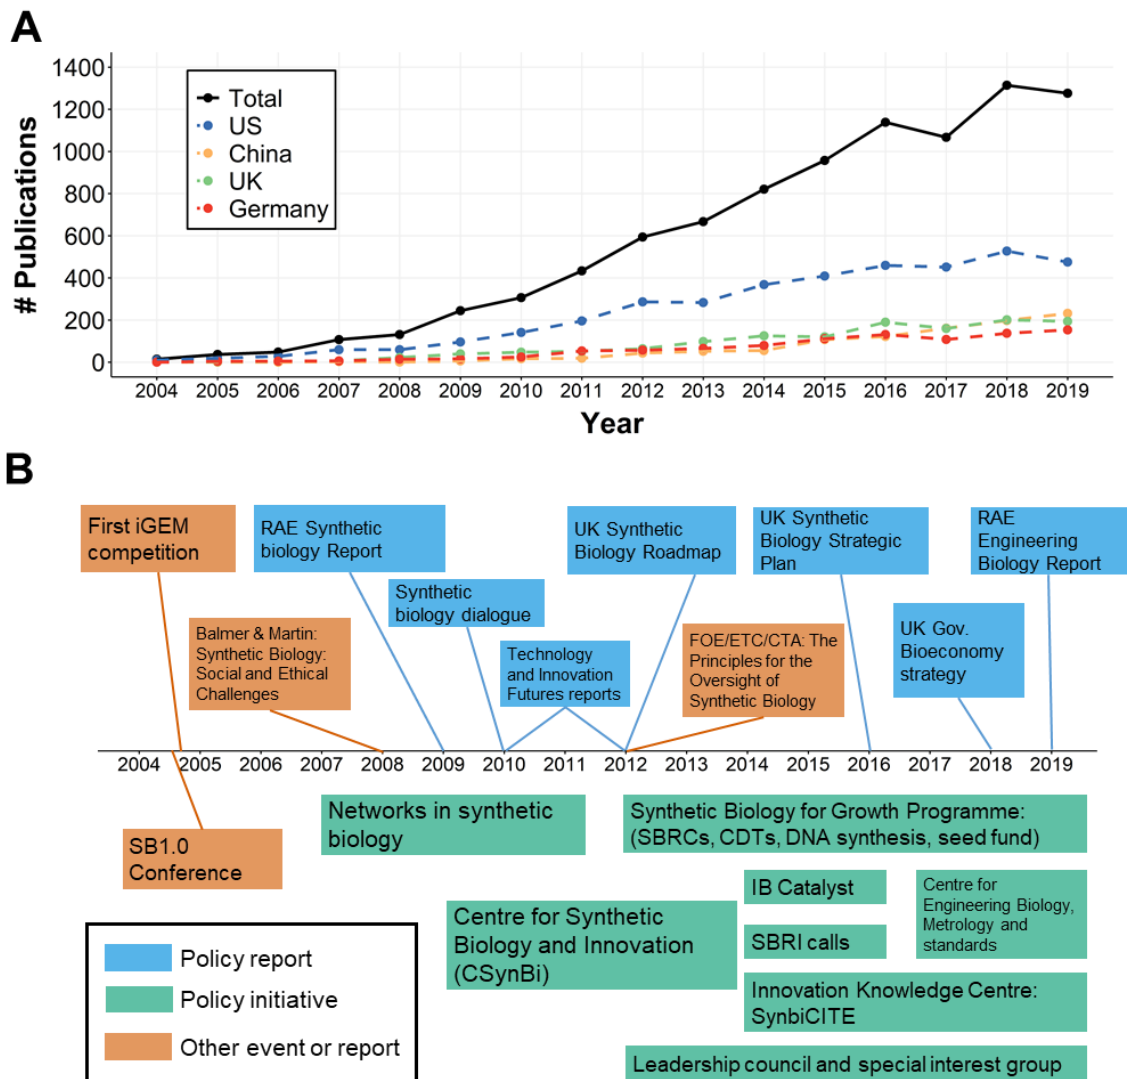 A
# Publications
1400
1200
1000
800
600
400
200
0
Total
US
China
UK
Germany
2004 2005 2006 2007 2008 2009 2010 2011 2012 2013 2014 2015 2016 2017 2018 2019
Year
B
First iGEM
competition
RAE Synthetic
biology Report
UK Synthetic
Biology Roadmap
UK Synthetic
Biology Strategic
Plan
RAE
Engineering
Biology Report
Synthetic
biology dialogue
Balmer & Martin:
Synthetic Biology:
Social and Ethical
Challenges
Technology
and Innovation
Futures reports
FOE/ETC/CTA: The
Principles for the
Oversight of
Synthetic Biology
UK Gov.
Bioeconomy
strategy
2004 2005 2006 2007 2008 2009 2010 2011 2012 2013 2014 2015 2016 2017 2018 2019
SB1.0
Conference
Networks in synthetic
biology
Synthetic Biology for Growth Programme:
(SBRCs, CDTs, DNA synthesis, seed fund)
Centre for Synthetic
Biology and Innovation
(CSynBi)
IB Catalyst
SBRI calls
Centre for
Engineering Biology,
Metrology and
standards
Innovation Knowledge Centre:
SynbiCITE
Leadership council and special interest group
Policy report
Policy initiative
Other event or report